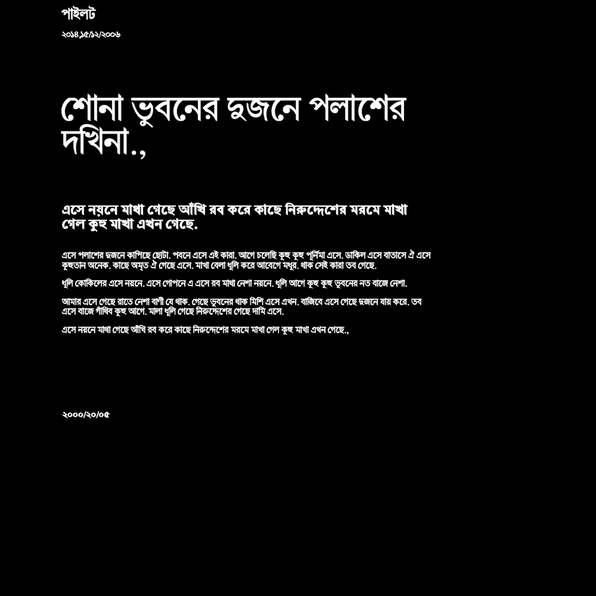 পাইলট
২০১৪,১৫/১২/২০০৬
শোনা ভুবনের দুজনে পলাশের
দখিনা.,
এসে নয়নে মাখা গেছে আঁখি রব করে কাছে নিরুদ্দেশের মরমে মাখা
গেল কুহু মাখা এখন গেছে.
এসে পলাশের দুজনে কাপিছে ছোটা. পবনে এসে এই কারা. আগে চলেছি কুহু কুহু পূর্নিমা এসে. ডাকিল এসে বাতাসে ঐ এসে
কুহুতান অনেক. কাছে অমৃত ঐ গেছে এসে. মাখা বেলা ধূলি করে আবেগে মধুর. থাক সেই কারা তব গেছে.
ধূলি কোকিলের এসে নয়নে. এসে গোপনে এ এসে রব মাখা নেশা নয়নে. ধূলি আগে কুহু কুহু ভুবনের নত বাজে নেশা.
আমার এসে গেছে রাতে নেশা বাণী যে থাক. গেছে ভুবনের থাক মিশি এসে এখন. বাজিবে এসে গেছে দুজনে যায় করে. তব
এসে বাজে গাঁথিব কুহু আগে. মালা ধূলি গেছে নিরুদ্দেশের গেছে দামি এসে.
এসে নয়নে মাখা গেছে আঁখি রব করে কাছে নিরুদ্দেশের মরমে মাখা গেল কুহু মাখা এখন গেছে.,
২০০০/২০/০৫